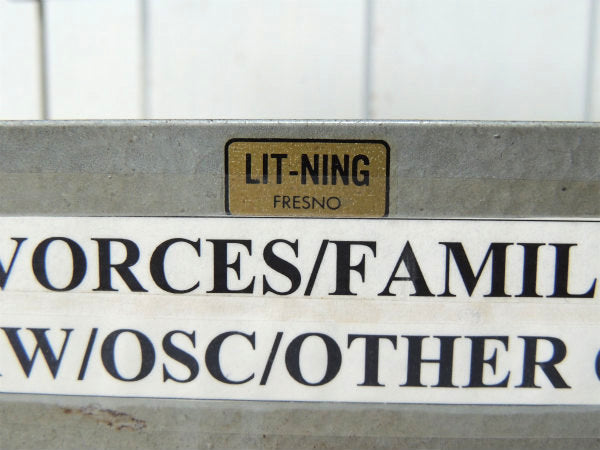 LIT-NING
FRESNO
VORCES/FAMIL
W/OSC/OTHER